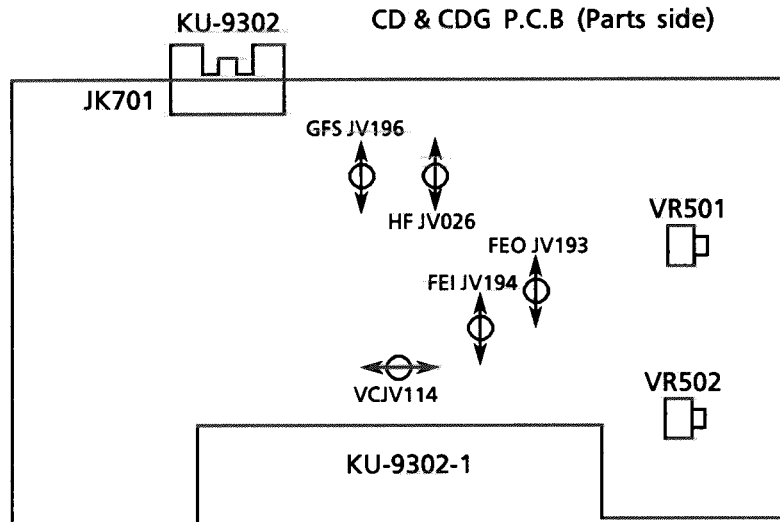 KU-9302
CD & CDG P.C.B (Parts side)
JK701
GFS JV196
HF JV026
VR501
FEO JV193
FEI JV194
VCJV114
VR502
KU-9302-1